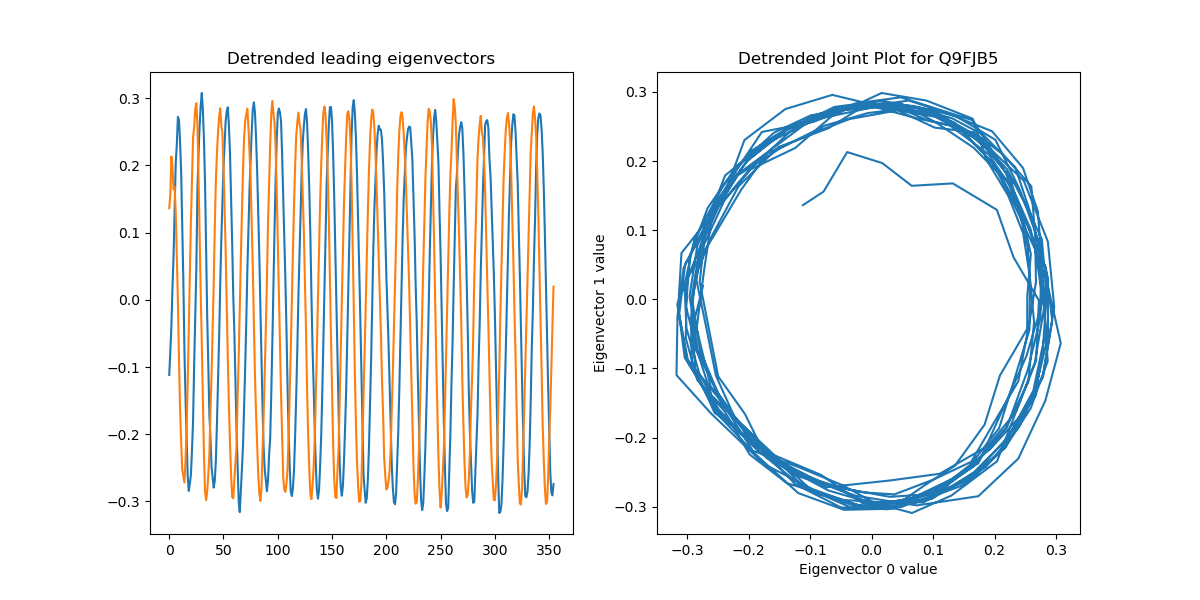 Detrended leading eigenvectors
0.3
0.2
0.1
0.0
−0.1
−0.2
−0.3
0 50 100 150 200 250 300 350
Detrended Joint Plot for Q9FJB5
Eigenvector 1 value
0.3
0.2
0.1
0.0
−0.1
−0.2
−0.3
−0.3 −0.2 −0.1 0.0 0.1 0.2 0.3
Eigenvector 0 value